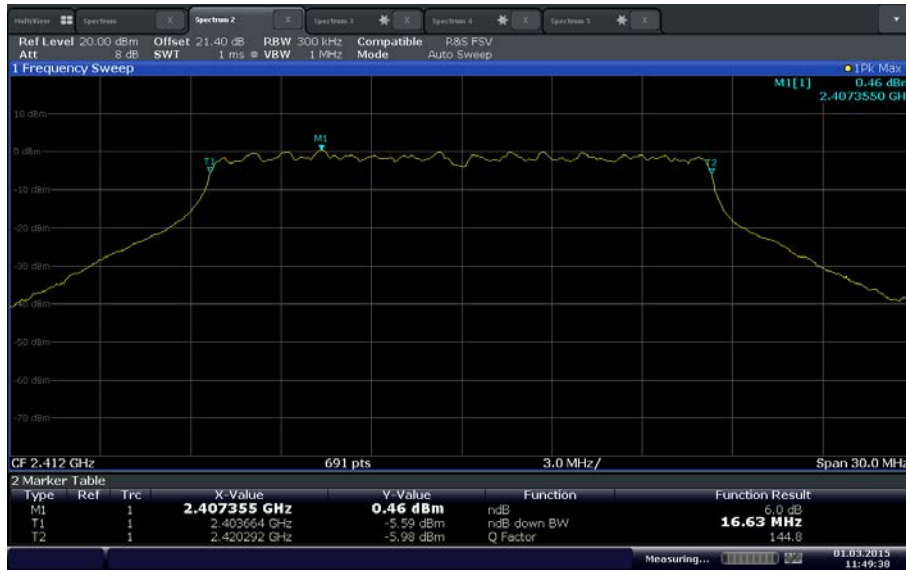 MultiView Spectrum X Spectrum 2 X Spectrum 3 X Spectrum 4 X Spectrum 5 X
Ref Level 20.00 dBm Offset 21.40 dB RBW 300 kHz Compatible R&S FSV
Att 8 dB SWT 1 ms VBW 1 MHz Mode Auto Sweep
1 Frequency Sweep 1Pk Max
M1[1] 0.46 dBm
2.4073550 GH
10 dBm
M1
0 dBm
T1 T2
-10 dBm
-20 dBm
-30 dBm
-40 dBm
-50 dBm
-60 dBm
-70 dBm
CF 2.412 GHz 691 pts 3.0 MHz/ Span 30.0 MHz
2 Marker Table
Type Ref Trc X-Value Y-Value Function Function Result
M1 1 2.407355 GHz 0.46 dBm ndB 6.0 dB
T1 1 2.403664 GHz -5.59 dBm ndB down BW 16.63 MHz
T2 1 2.420292 GHz -5.98 dBm Q Factor 144.8
Measuring... 01.03.2015
11:49:38